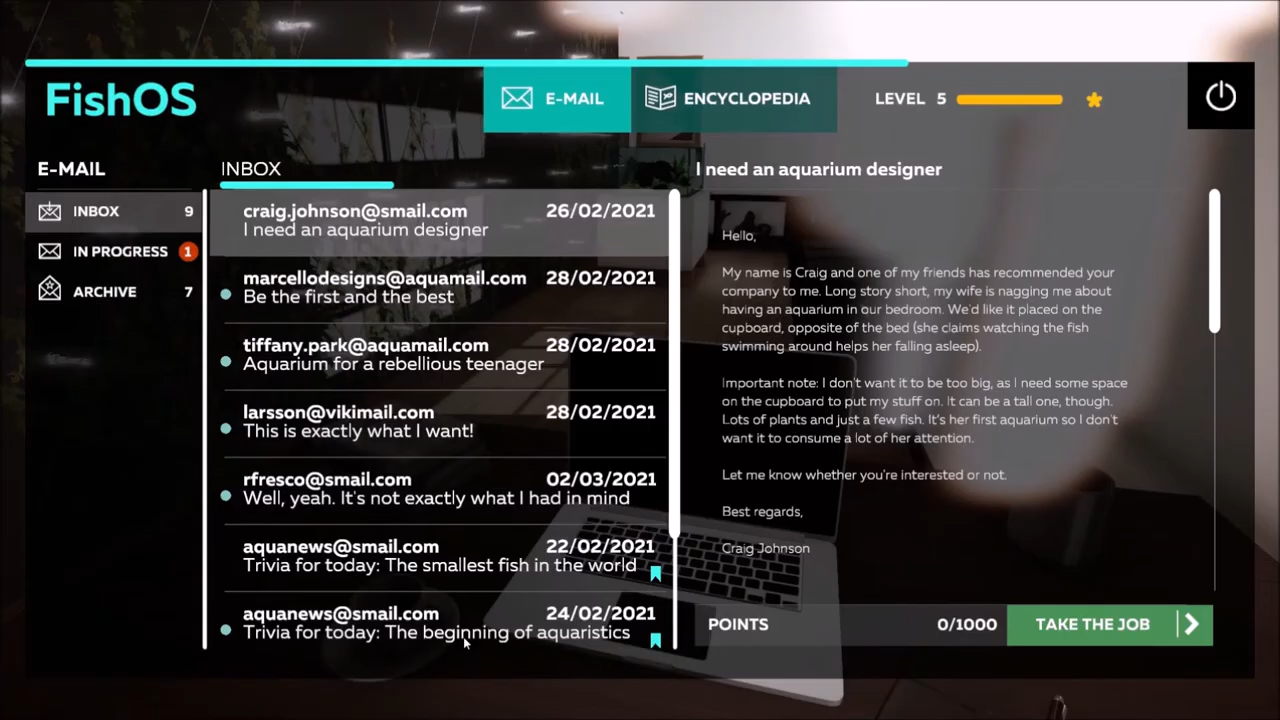 FishOS
E-MAIL
ENCYCLOPEDIA
LEVEL 5
E-MAIL
INBOX 9
IN PROGRESS 1
ARCHIVE 7
INBOX
craig.johnson@smail.com 26/02/2021
I need an aquarium designer
marcellodesigns@aquamail.com 28/02/2021
Be the first and the best
tiffany.park@aquamail.com 28/02/2021
Aquarium for a rebellious teenager
larsson@vikimail.com 28/02/2021
This is exactly what I want!
rfresco@smail.com 02/03/2021
Well, yeah. It's not exactly what I had in mind
aquanews@smail.com 22/02/2021
Trivia for today: The smallest fish in the world
aquanews@smail.com 24/02/2021
Trivia for today: The beginning of aquaristics
I need an aquarium designer
Hello,
My name is Craig and one of my friends has recommended your
company to me. Long story short, my wife is nagging me about
having an aquarium in our bedroom. We'd like it placed on the
cupboard, opposite of the bed (she claims watching the fish
swimming around helps her falling asleep).
Important note: I don't want it to be too big, as I need some space
on the cupboard to put my stuff on. It can be a tall one, though.
Lots of plants and just a few fish. It's her first aquarium so I don't
want it to consume a lot of her attention.
Let me know whether you're interested or not.
Best regards,
Craig Johnson
POINTS 0/1000
TAKE THE JOB